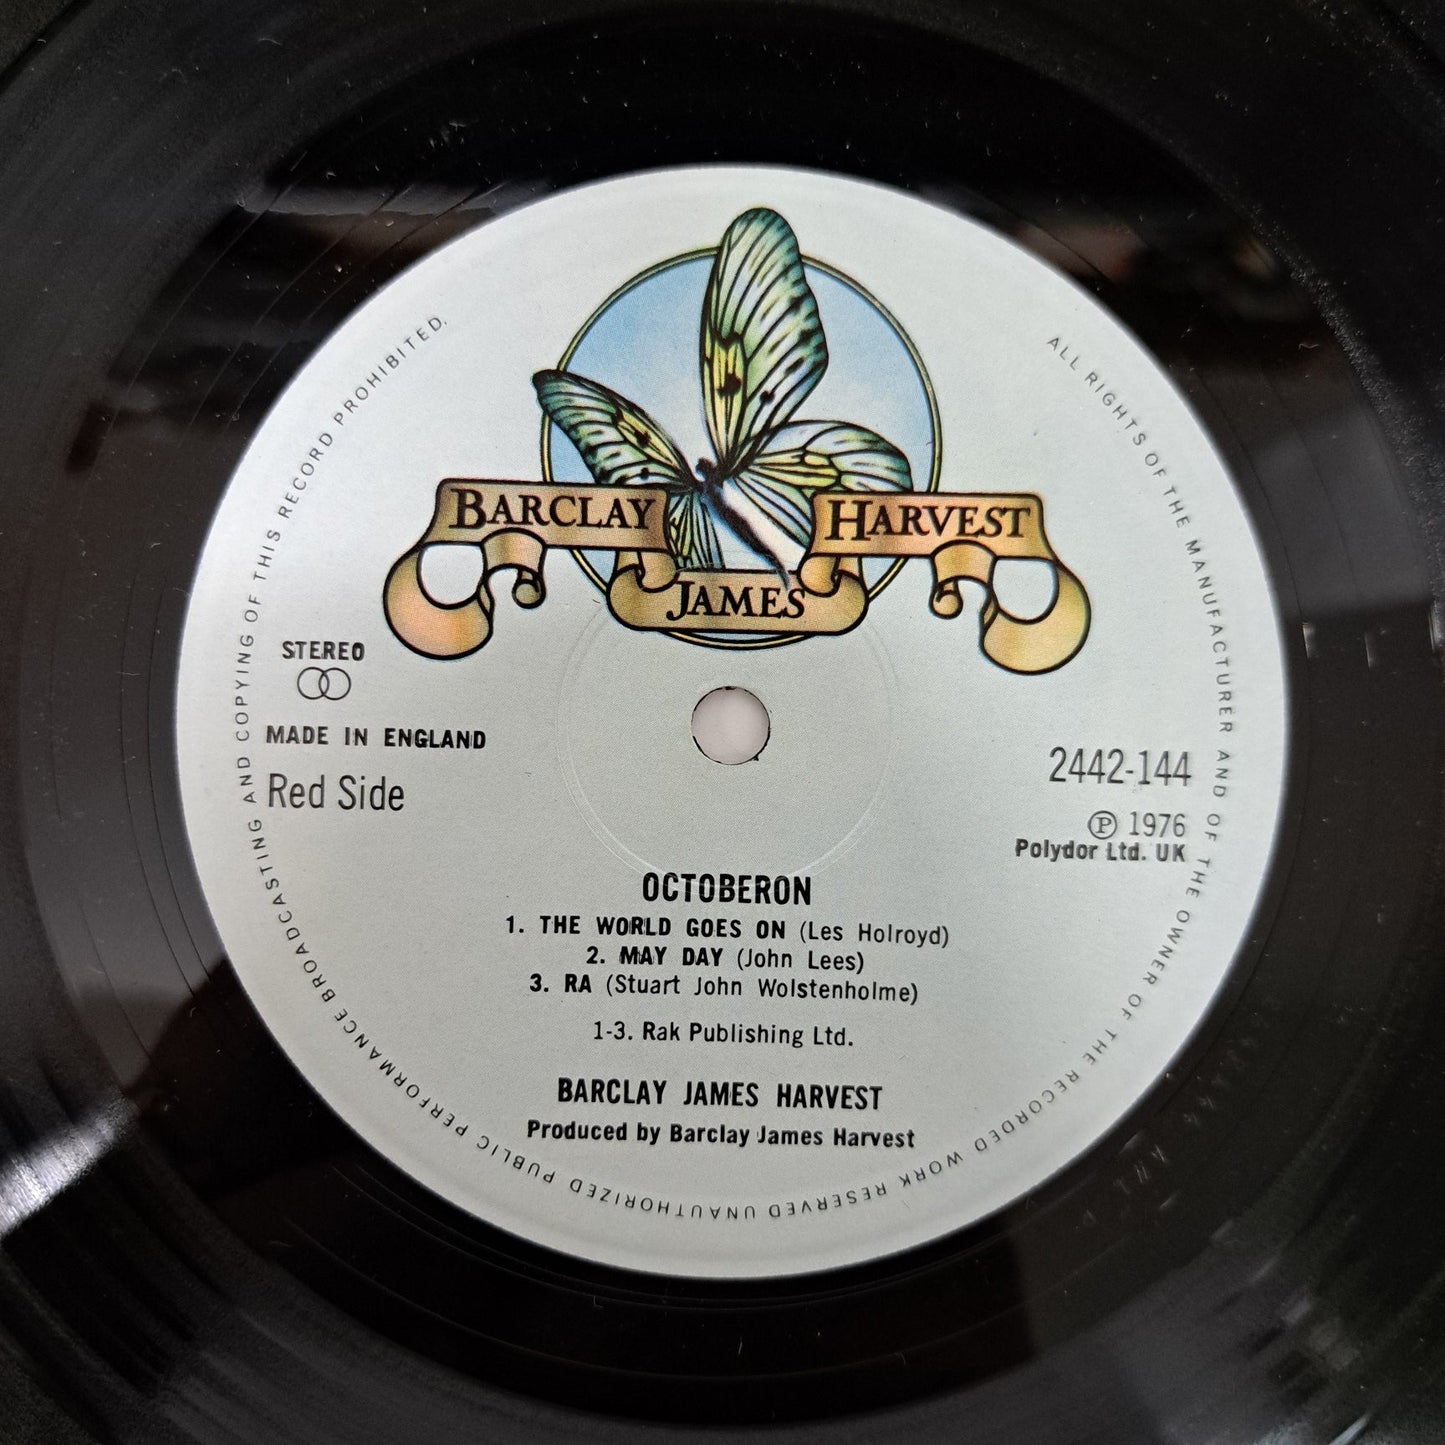 BARCLAY
JAMES
HARVEST
STEREO
MADE IN ENGLAND
Red Side
2442-144
Ⓟ 1976
Polydor Ltd. UK
OCTOBERON
1. THE WORLD GOES ON (Les Holroyd)
2. MAY DAY (John Lees)
3. RA (Stuart John Wolstenholme)
1-3. Rak Publishing Ltd.
BARCLAY JAMES HARVEST
Produced by Barclay James Harvest
ALL RIGHTS OF THE MANUFACTURER AND OF THE OWNER OF THE RECORDED WORK RESERVED UNAUTHORIZED PUBLIC PERFORMANCE BROADCASTING AND COPYING OF THIS RECORD PROHIBITED.